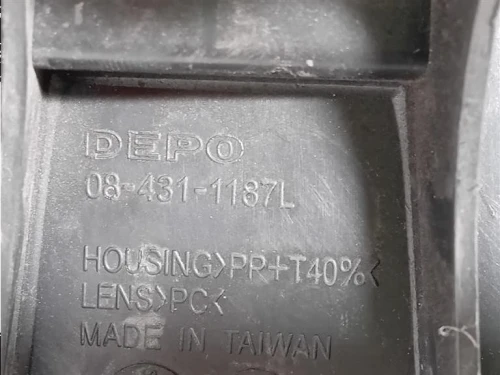 DEPO
08-431-1187L
HOUSING>PP+T40%<
LENS>PC<
MADE IN TAIWAN